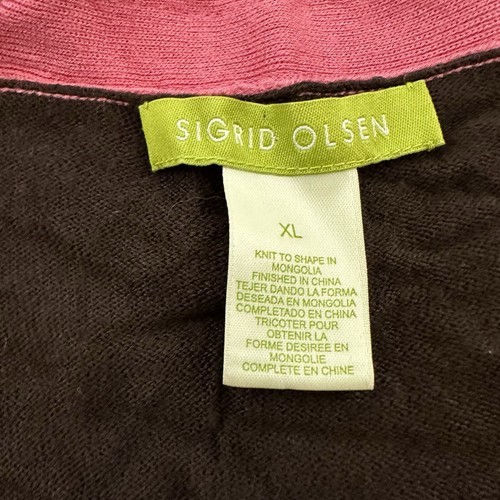 SIGRID OLSEN
XL
KNIT TO SHAPE IN
MONGOLIA
FINISHED IN CHINA
TEJER DANDO LA FORMA
DESEADA EN MONGOLIA
COMPLETADO EN CHINA
TRICOTER POUR
OBTENIR LA
FORME DESIREE EN
MONGOLIE
COMPLETE EN CHINE